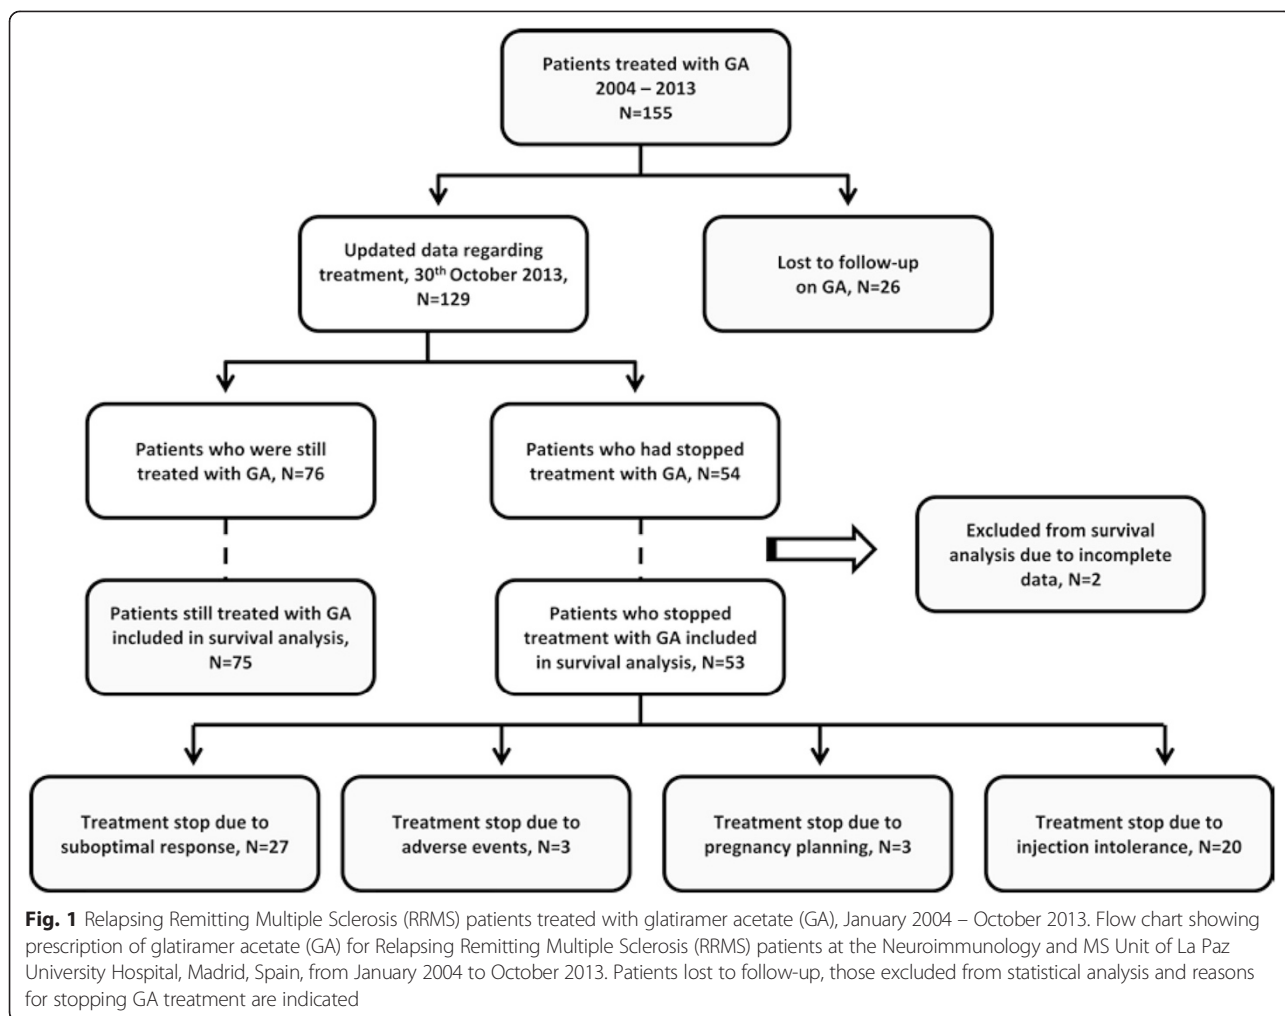 Patients treated with GA
2004 – 2013
N=155
Updated data regarding
treatment, 30th October 2013,
N=129
Lost to follow-up
on GA, N=26
Patients who were still
treated with GA, N=76
Patients who had stopped
treatment with GA, N=54
Excluded from survival
analysis due to incomplete
data, N=2
Patients still treated with GA
included in survival analysis,
N=75
Patients who stopped
treatment with GA included
in survival analysis, N=53
Treatment stop due to
suboptimal response, N=27
Treatment stop due to
adverse events, N=3
Treatment stop due to
pregnancy planning, N=3
Treatment stop due to
injection intolerance, N=20
Fig. 1 Relapsing Remitting Multiple Sclerosis (RRMS) patients treated with glatiramer acetate (GA), January 2004 – October 2013. Flow chart showing
prescription of glatiramer acetate (GA) for Relapsing Remitting Multiple Sclerosis (RRMS) patients at the Neuroimmunology and MS Unit of La Paz
University Hospital, Madrid, Spain, from January 2004 to October 2013. Patients lost to follow-up, those excluded from statistical analysis and reasons
for stopping GA treatment are indicated